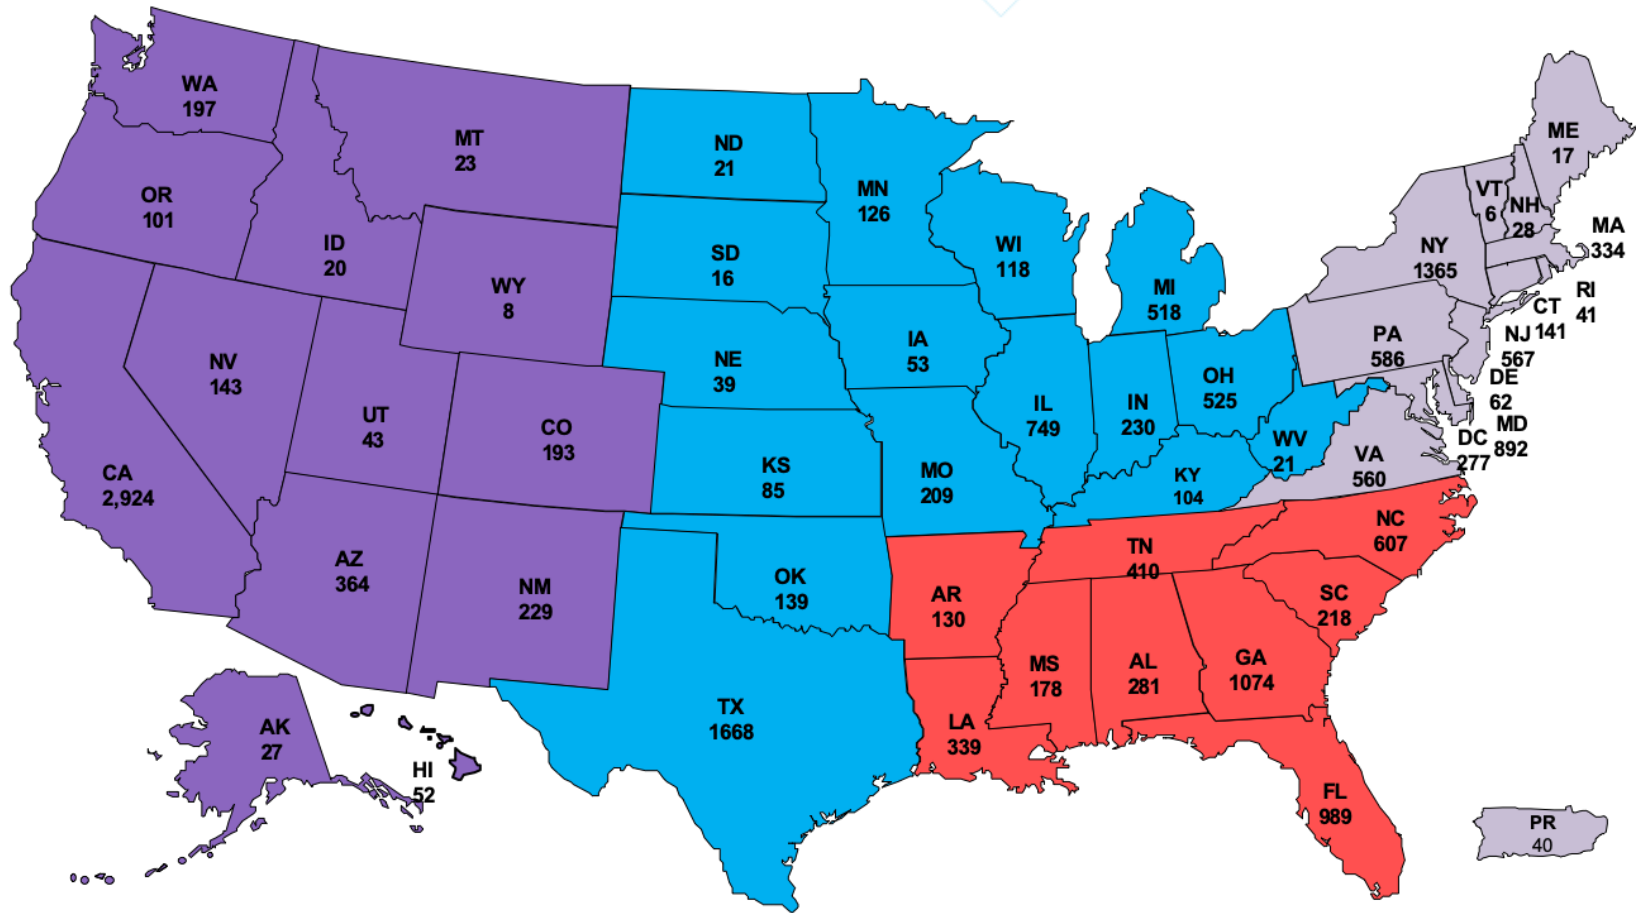 WA
197
OR
101
ID
20
MT
23
WY
8
CA
2,924
NV
143
UT
43
CO
193
AZ
364
NM
229
AK
27
HI
52
ND
21
SD
16
NE
39
KS
85
OK
139
TX
1668
MN
126
IA
53
MO
209
WI
118
IL
749
MI
518
IN
230
OH
525
KY
104
WV
21
AR
130
LA
339
MS
178
AL
281
TN
410
GA
1074
FL
989
SC
218
NC
607
VA
560
PA
586
NY
1365
VT
6
NH
28
ME
17
MA
334
RI
41
CT
141
NJ
567
DE
62
MD
892
DC
277
PR
40